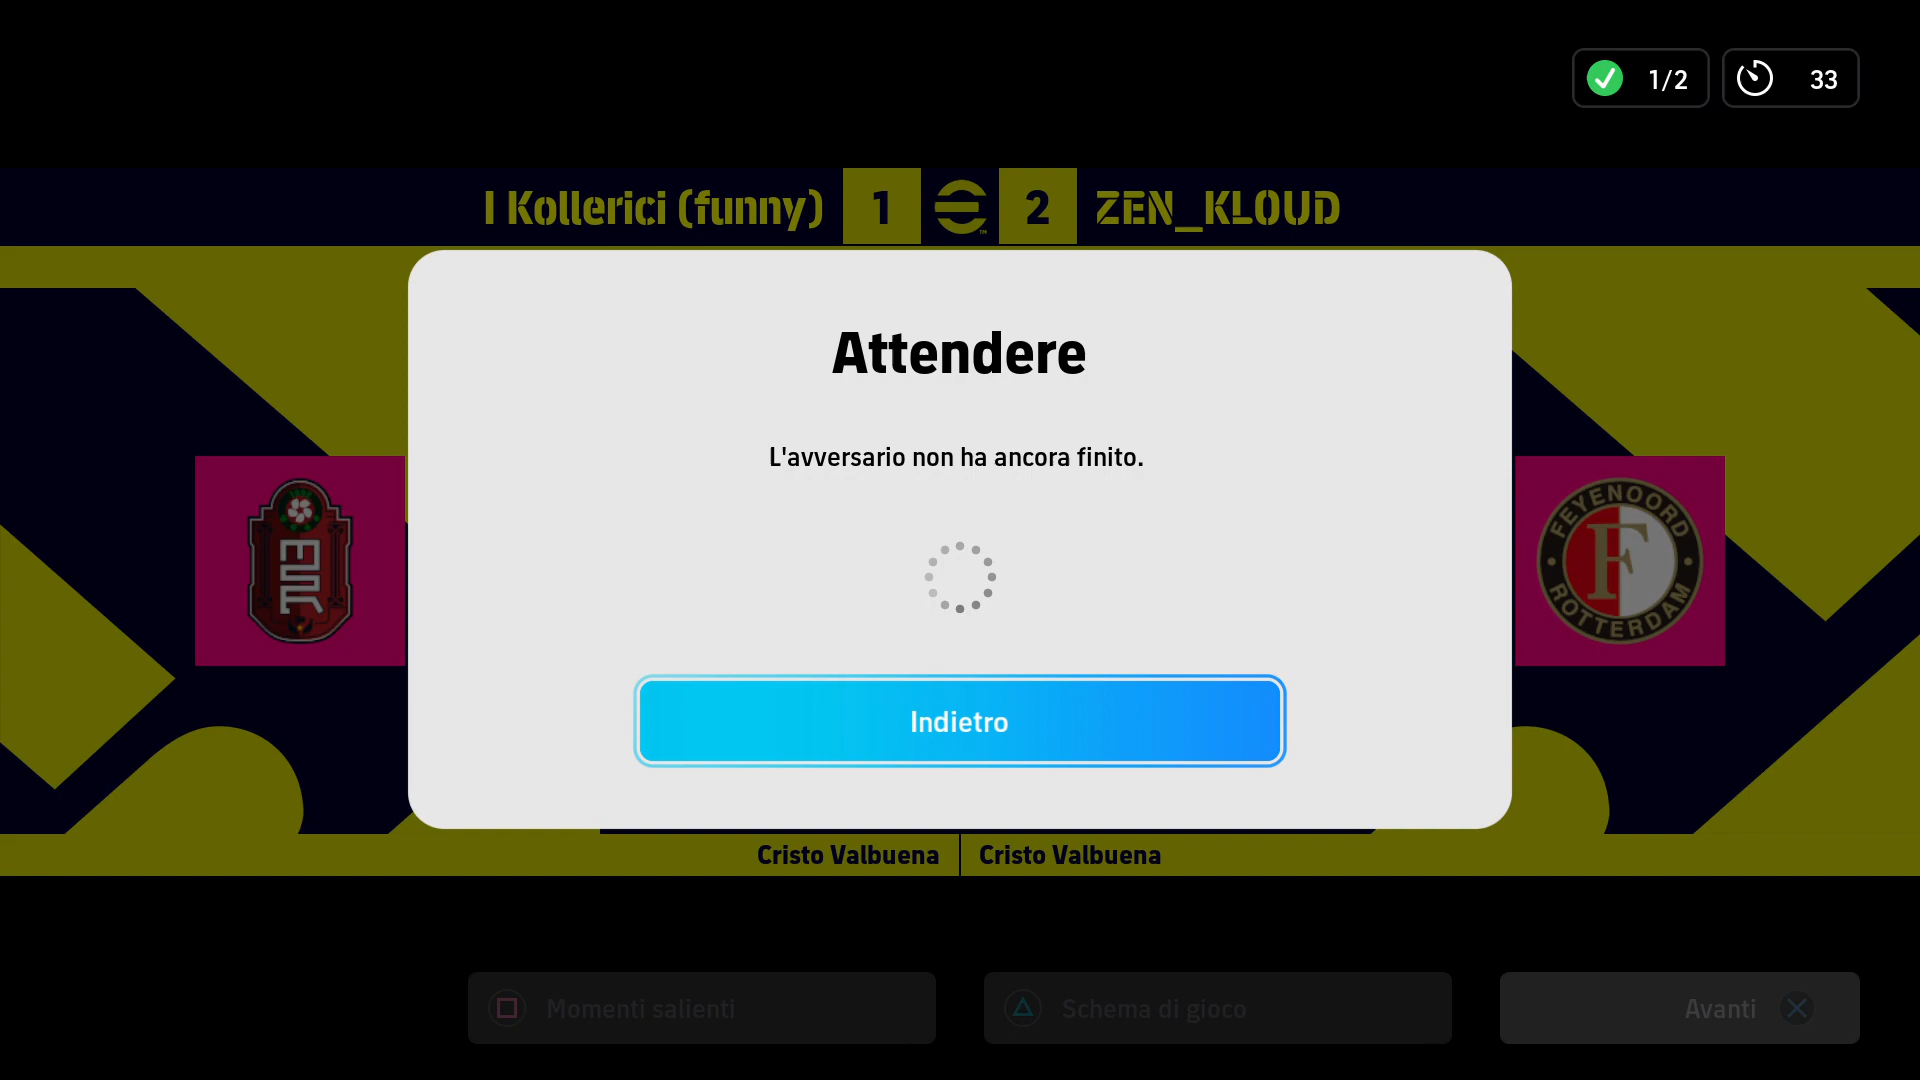 1/2
33
I Kollerici (funny) 1 2 ZEN_KLOUD
TM
Attendere
L'avversario non ha ancora finito.
FEYENOORD
F
ROTTERDAM
Indietro
Cristo Valbuena Cristo Valbuena
Momenti salienti Schema di gioco Avanti